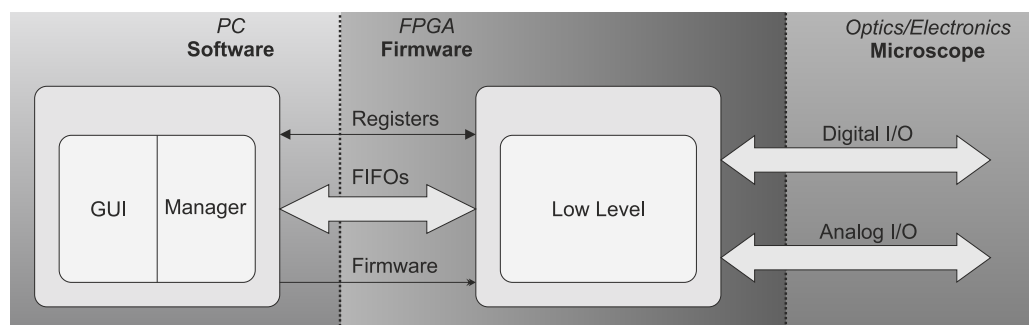 PC
Software
FPGA
Firmware
Optics/Electronics
Microscope
Registers
FIFOs
Firmware
GUI
Manager
Low Level
Digital I/O
Analog I/O